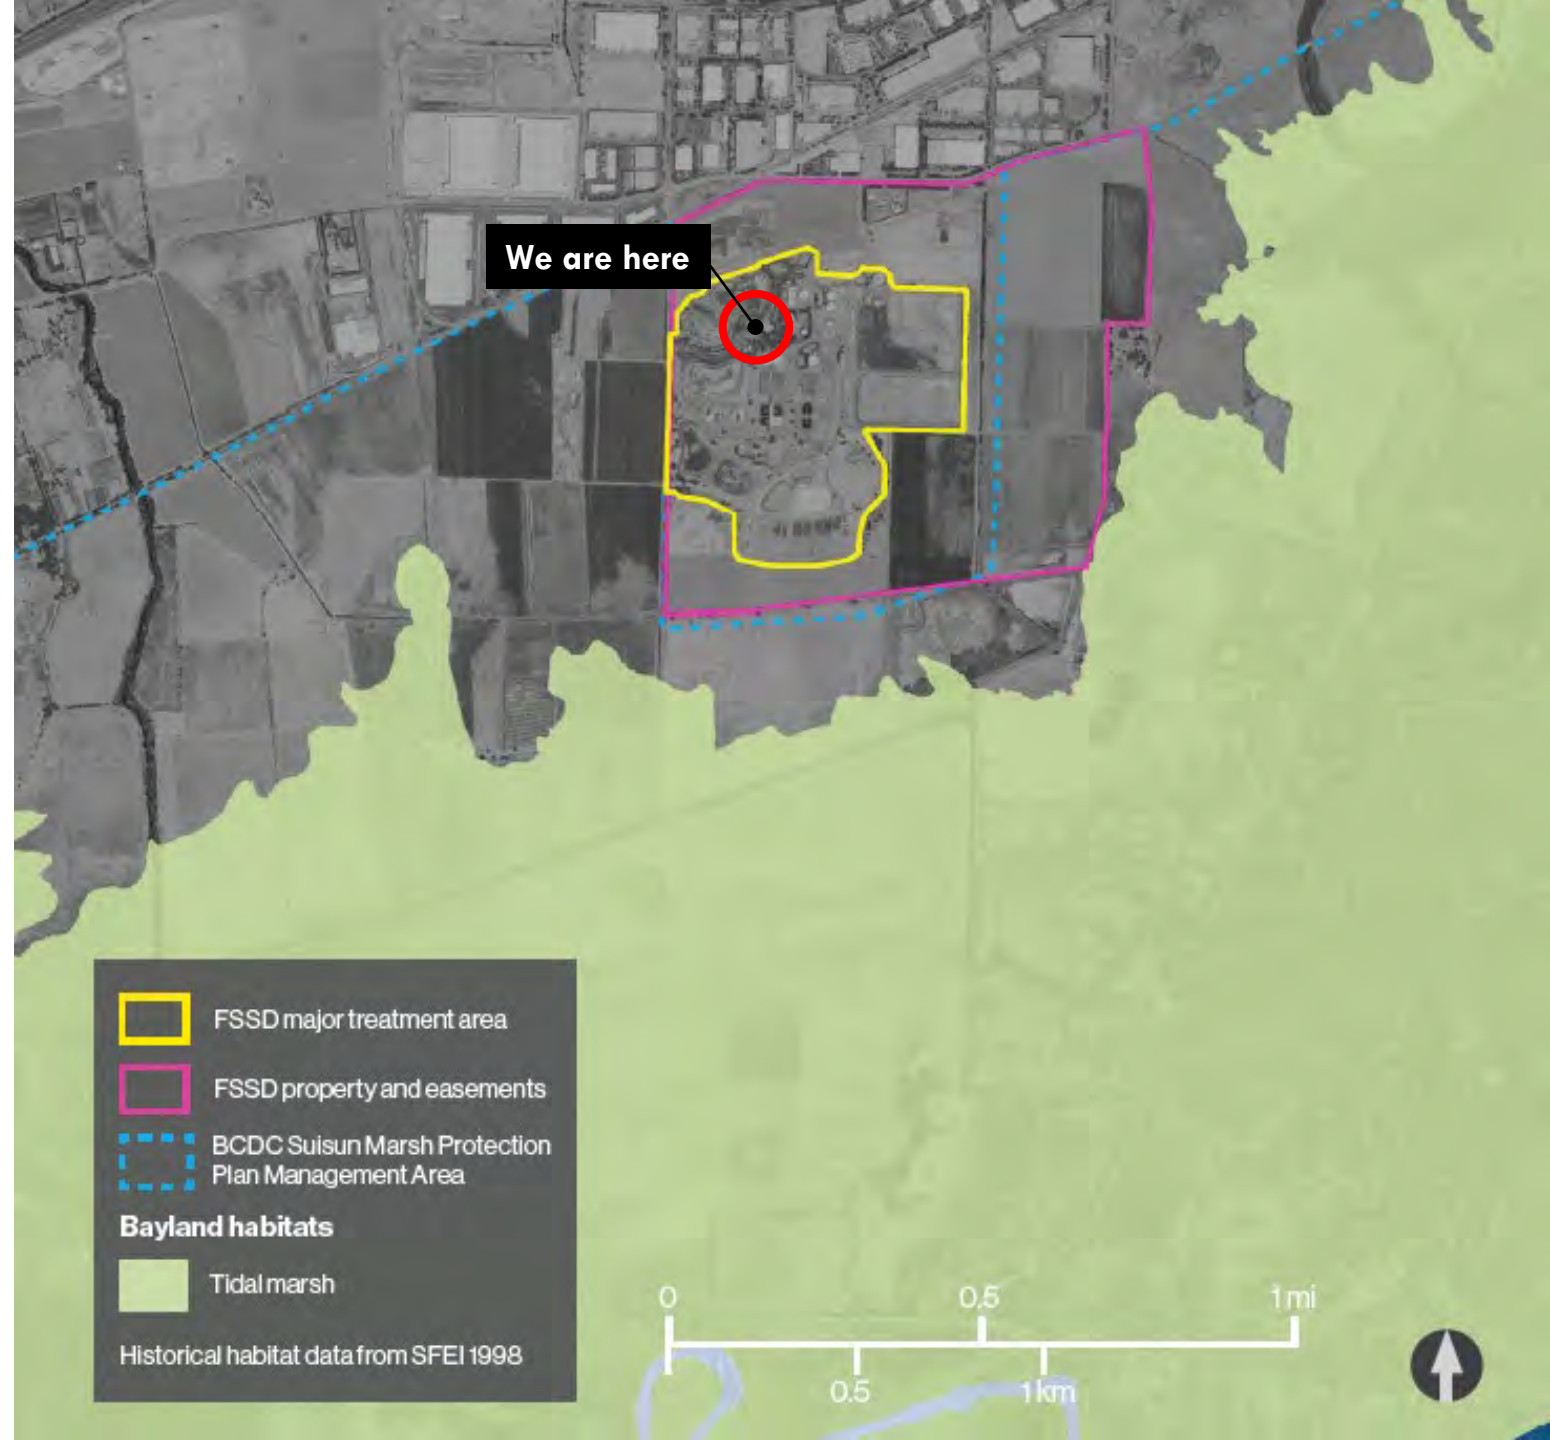 We are here
FSSD major treatment area
FSSD property and easements
BCDC Suisun Marsh Protection
Plan Management Area
Bayland habitats
Tidal marsh
Historical habitat data from SFEI 1998
0
0.5
1 mi
0.5
1 km